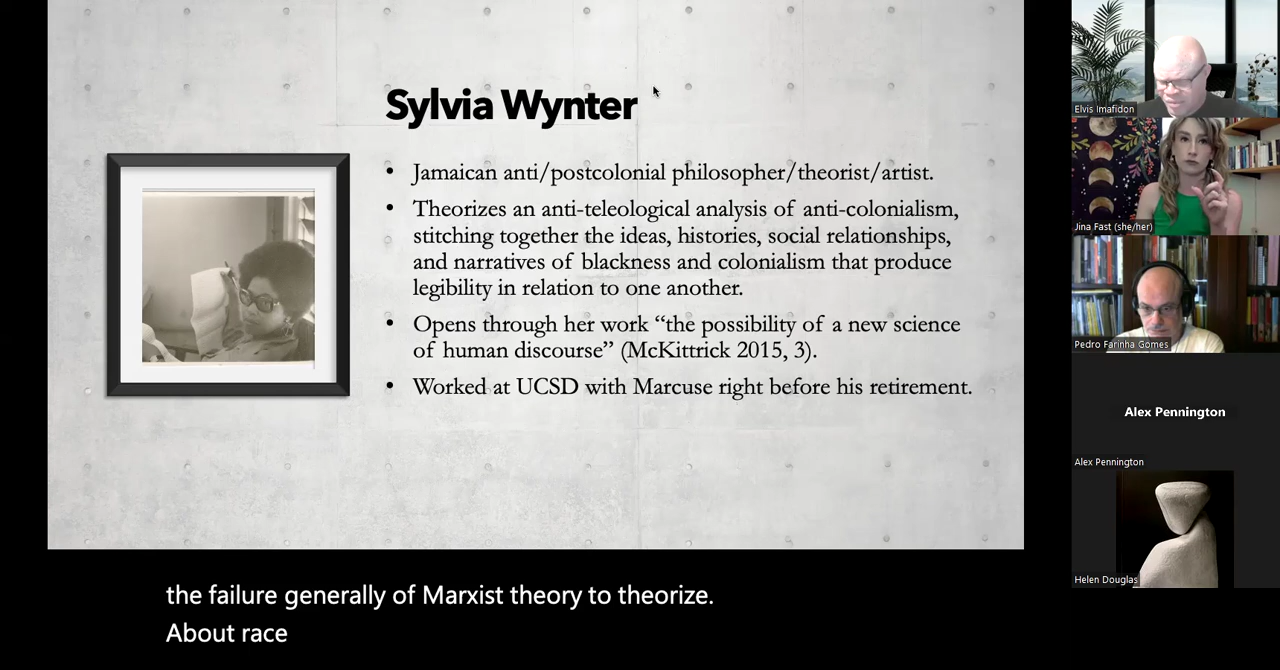 Sylvia Wynter
• Jamaican anti/postcolonial philosopher/theorist/artist.
• Theorizes an anti-teleological analysis of anti-colonialism,
stitching together the ideas, histories, social relationships,
and narratives of blackness and colonialism that produce
legibility in relation to one another.
• Opens through her work “the possibility of a new science
of human discourse” (McKittrick 2015, 3).
• Worked at UCSD with Marcuse right before his retirement.
the failure generally of Marxist theory to theorize.
About race
Elvis Imafidon
Jina Fast (she/her)
Pedro Farinha Gomes
Alex Pennington
Alex Pennington
Helen Douglas